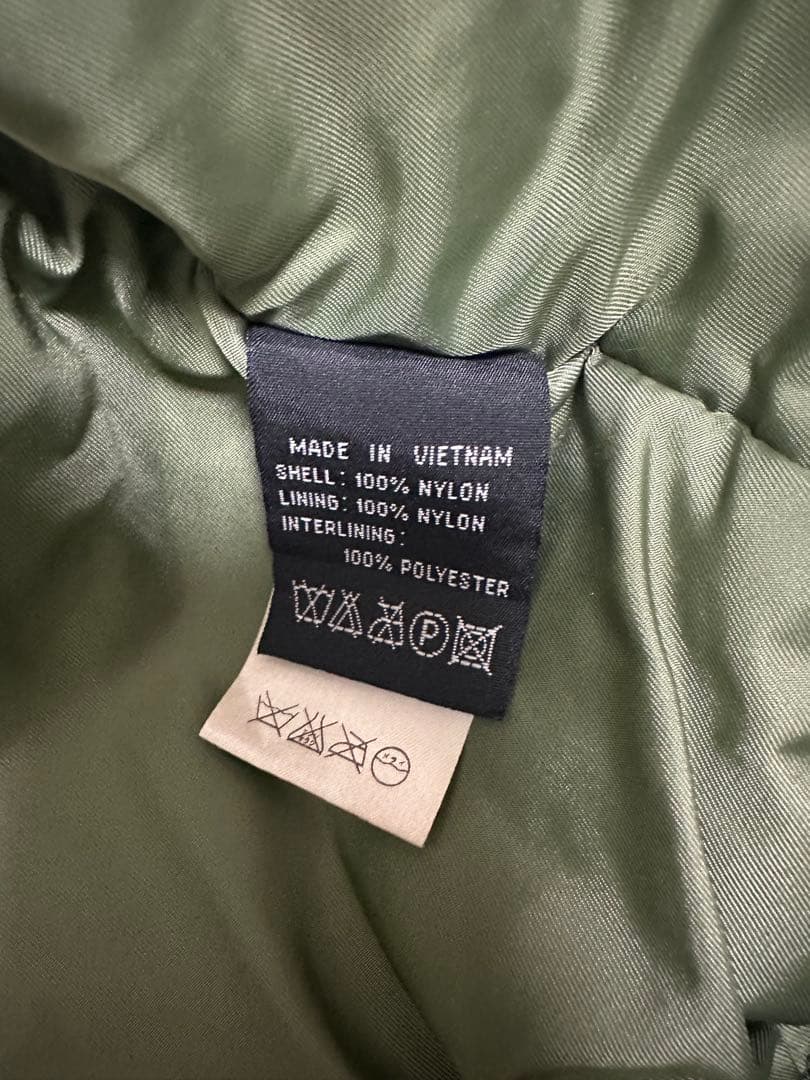 MADE IN VIETNAM
SHELL: 100% NYLON
LINING: 100% NYLON
INTERLINING:
100% POLYESTER
P